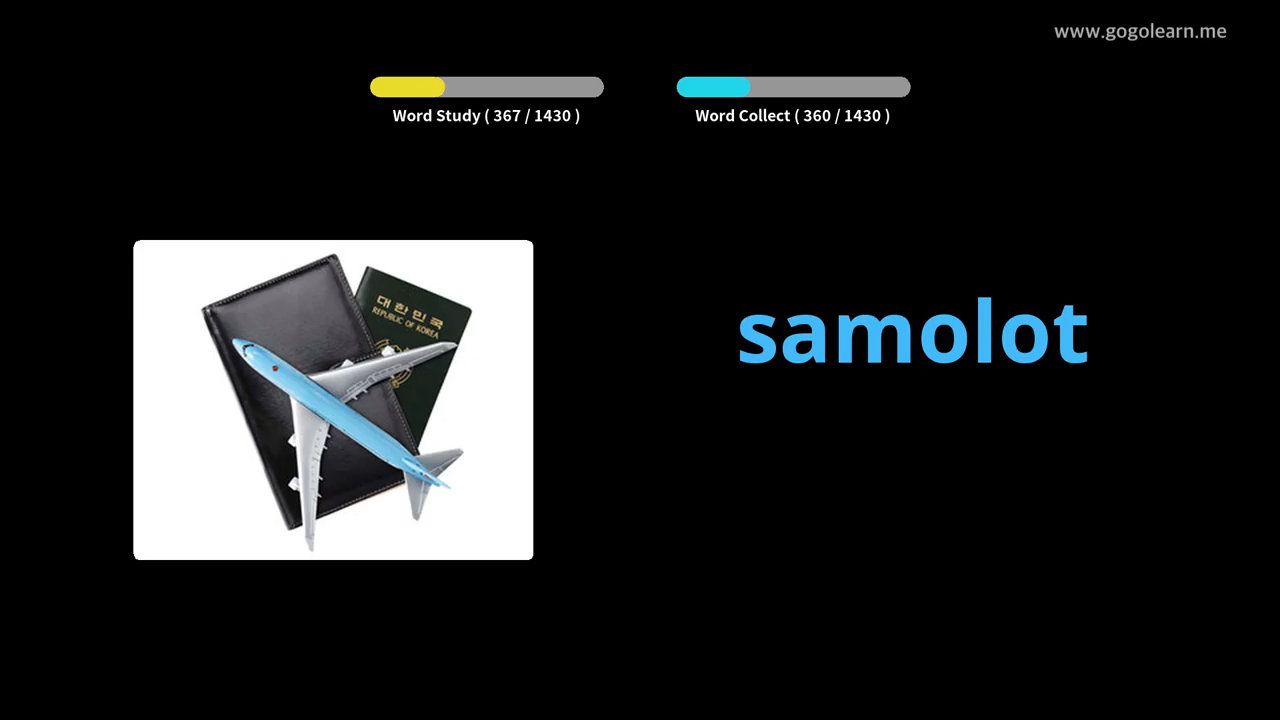 www.gogolearn.me
Word Study ( 367 / 1430 )
Word Collect ( 360 / 1430 )
대한민국
REPUBLIC OF KOREA
samolot